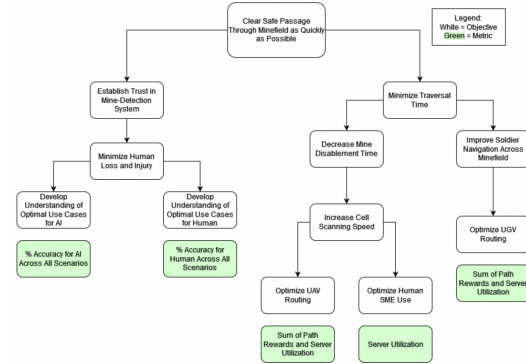 Clear Safe Passage
Through Minefield as Quickly
as Possible
Legend:
White = Objective
Green = Metric
Establish Trust in
Mine-Detection
System
Minimize Traversal
Time
Minimize Human
Loss and Injury
Decrease Mine
Disablement Time
Improve Soldier
Navigation Across
Minefield
Develop
Understanding of
Optimal Use Cases
for AI
Develop
Understanding of
Optimal Use Cases
for Human
Increase Cell
Scanning Speed
Optimize UGV
Routing
% Accuracy for AI
Across All Scenarios
% Accuracy for
Human Across All
Scenarios
Optimize UAV
Routing
Optimize Human
SME Use
Sum of Path
Rewards and Server
Utilization
Sum of Path
Rewards and Server
Utilization
Server Utilization